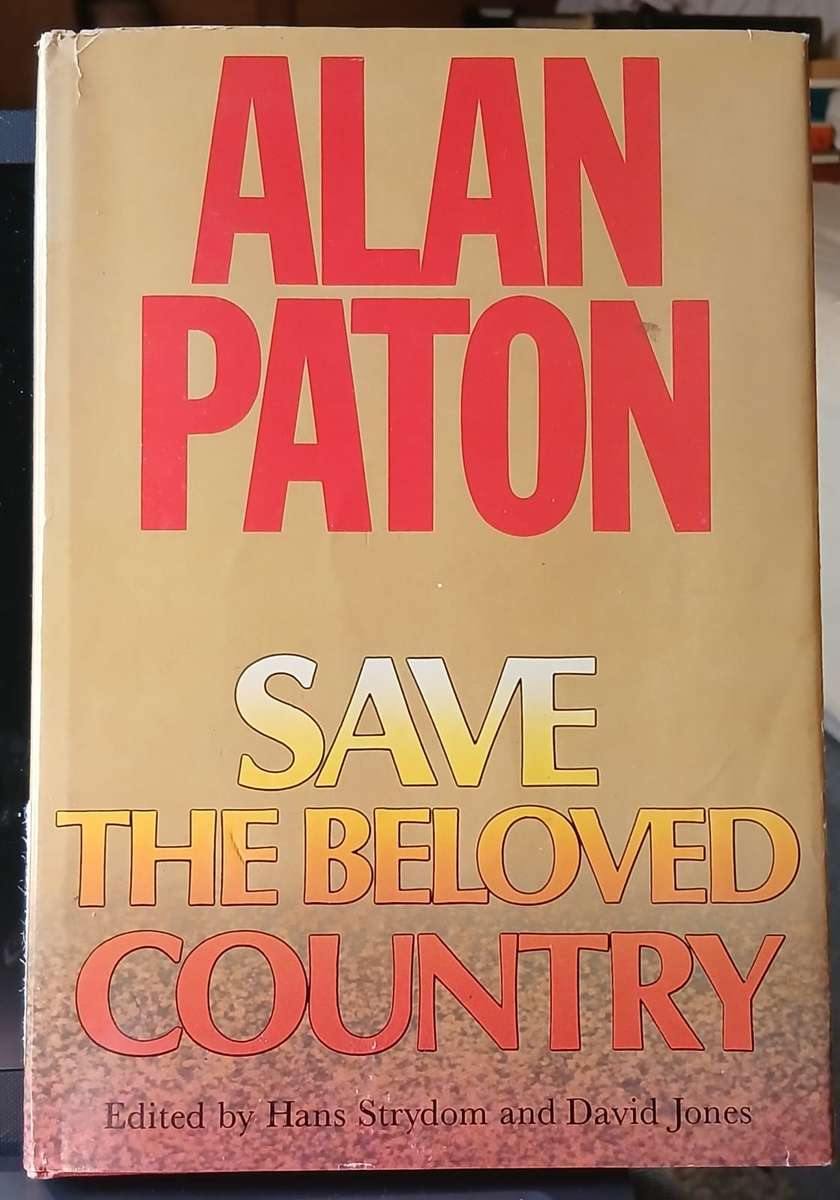 ALAN
PATON
SAVE
THE BELOVED
COUNTRY
Edited by Hans Strydom and David Jones